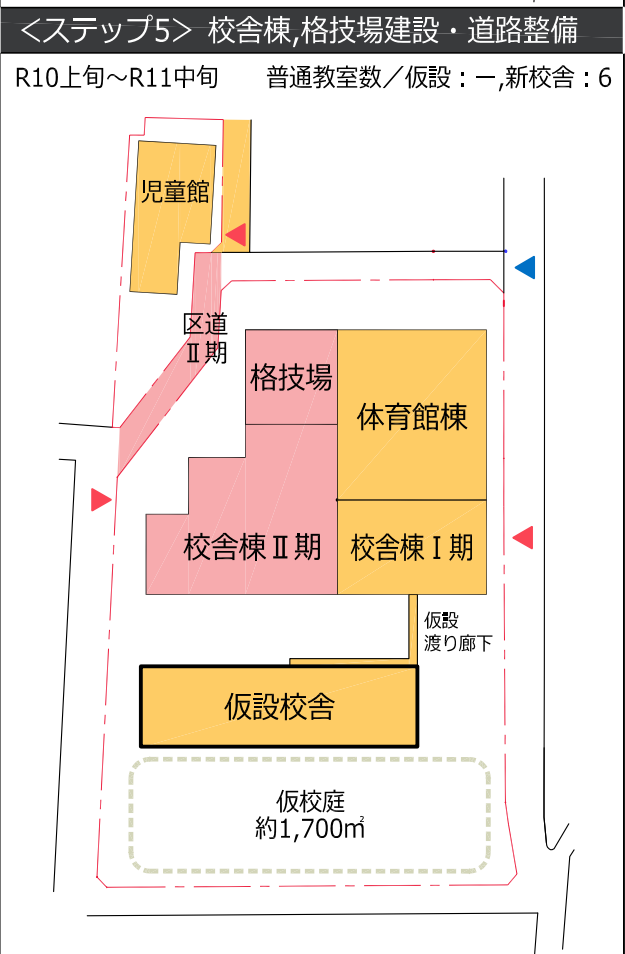 ＜ステップ5＞ 校舎棟,格技場建設・道路整備
R10上旬～R11中旬 普通教室数／仮設：－,新校舎：6
児童館
区道
Ⅱ期
格技場
体育館棟
校舎棟Ⅱ期
校舎棟Ⅰ期
仮設
渡り廊下
仮設校舎
仮校庭
約1,700㎡